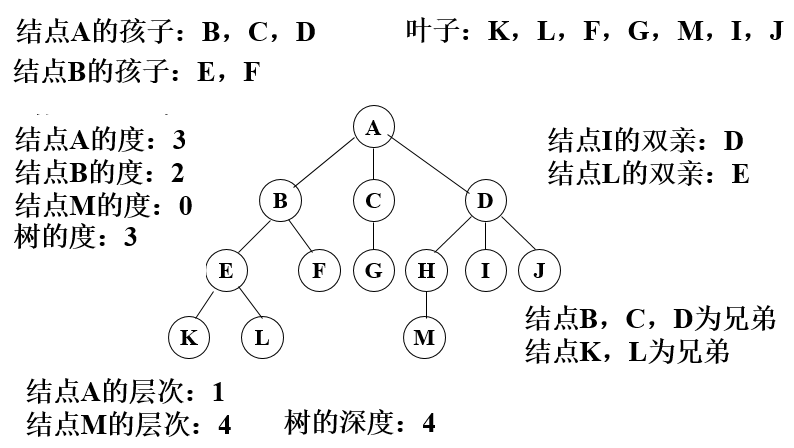 结点A的孩子：B，C，D
叶子：K，L，F，G，M，I，J
结点B的孩子：E，F
结点A的度：3
结点B的度：2
结点M的度：0
树的度：3
结点I的双亲：D
结点L的双亲：E
A
B
C
D
E
F
G
H
I
J
K
L
M
结点B，C，D为兄弟
结点K，L为兄弟
结点A的层次：1
结点M的层次：4
树的深度：4